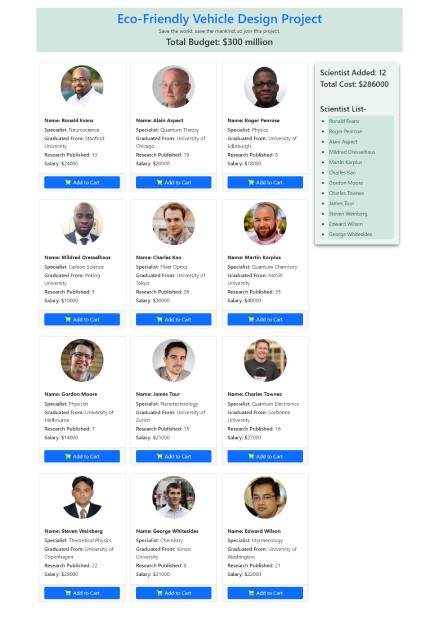 Eco-Friendly Vehicle Design Project
Save the world, save the mankind, so join this project.
Total Budget: $300 million
Name: Ronald Evans
Specialist: Neuroscience
Graduated From: Stanford
University
Research Published: 13
Salary: $24000
Add to Cart
Name: Alain Aspect
Specialist: Quantum Theory
Graduated From: University of
Chicago
Research Published: 19
Salary: $20000
Add to Cart
Name: Roger Penrose
Specialist: Physics
Graduated From: University of
Edinburgh
Research Published: 6
Salary: $18000
Add to Cart
Name: Mildred Dresselhaus
Specialist: Carbon Science
Graduated From: Peking
University
Research Published: 5
Salary: $10000
Add to Cart
Name: Charles Kao
Specialist: Fiber Optics
Graduated From: University of
Tokyo
Research Published: 26
Salary: $30000
Add to Cart
Name: Martin Karplus
Specialist: Quantum Chemistry
Graduated From: McGill
University
Research Published: 35
Salary: $40000
Add to Cart
Name: Gordon Moore
Specialist: Physicist
Graduated From: University of
Melbourne
Research Published: 7
Salary: $14000
Add to Cart
Name: James Tour
Specialist: Nanotechnology
Graduated From: University of
Zurich
Research Published: 15
Salary: $21000
Add to Cart
Name: Charles Townes
Specialist: Quantum Electronics
Graduated From: Sorbonne
University
Research Published: 18
Salary: $27000
Add to Cart
Name: Steven Weinberg
Specialist: Theoretical Physics
Graduated From: University of
Copenhagen
Research Published: 22
Salary: $29000
Add to Cart
Name: George Whitesides
Specialist: Chemistry
Graduated From: Yonsei
University
Research Published: 8
Salary: $31000
Add to Cart
Name: Edward Wilson
Specialist: Myrmecology
Graduated From: University of
Washington
Research Published: 21
Salary: $22000
Add to Cart
Scientist Added: 12
Total Cost: $286000
Scientist List-
Ronald Evans
Roger Penrose
Alain Aspect
Mildred Dresselhaus
Martin Karplus
Charles Kao
Gordon Moore
Charles Townes
James Tour
Steven Weinberg
Edward Wilson
George Whitesides